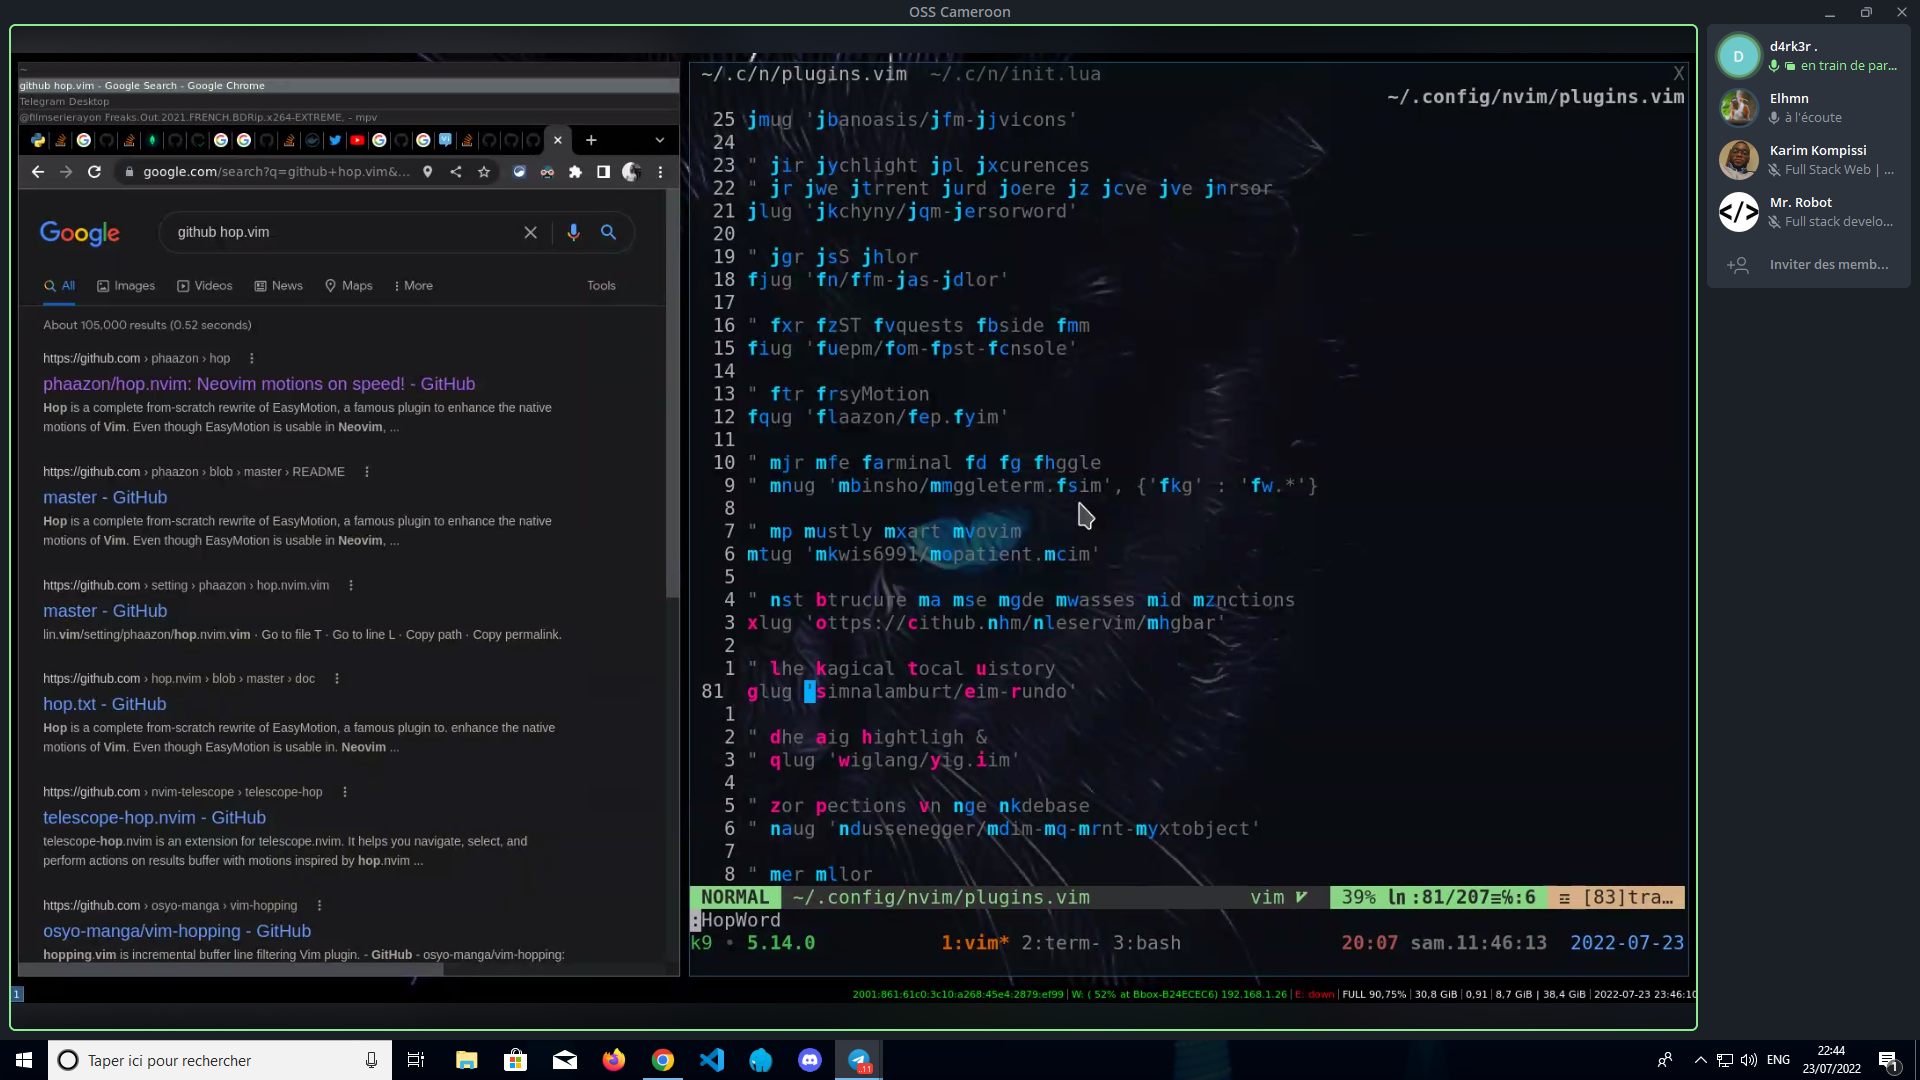 OSS Cameroon
~
github hop.vim - Google Search - Google Chrome
Telegram Desktop
@filmserierayon Freaks.Out.2021.FRENCH.BDRip.x264-EXTREME, - mpv
google.com/search?q=github+hop.vim&...
Google
github hop.vim
All Images Videos News Maps More Tools
About 105,000 results (0.52 seconds)
https://github.com › phaazon › hop
phaazon/hop.nvim: Neovim motions on speed! - GitHub
Hop is a complete from-scratch rewrite of EasyMotion, a famous plugin to enhance the native
motions of Vim. Even though EasyMotion is usable in Neovim, ...
https://github.com › phaazon › blob › master › README
master - GitHub
Hop is a complete from-scratch rewrite of EasyMotion, a famous plugin to enhance the native
motions of Vim. Even though EasyMotion is usable in Neovim, ...
https://github.com › setting › phaazon › hop.nvim.vim
master - GitHub
lin.vim/setting/phaazon/hop.nvim.vim · Go to file T · Go to line L · Copy path · Copy permalink.
https://github.com › hop.nvim › blob › master › doc
hop.txt - GitHub
Hop is a complete from-scratch rewrite of EasyMotion, a famous plugin to. enhance the native
motions of Vim. Even though EasyMotion is usable in. Neovim ...
https://github.com › nvim-telescope › telescope-hop
telescope-hop.nvim - GitHub
telescope-hop.nvim is an extension for telescope.nvim. It helps you navigate, select, and
perform actions on results buffer with motions inspired by hop.nvim ...
https://github.com › osyo-manga › vim-hopping
osyo-manga/vim-hopping - GitHub
hopping.vim is incremental buffer line filtering Vim plugin. - GitHub - osyo-manga/vim-hopping:
~/.c/n/plugins.vim ~/.c/n/init.lua X
~/.config/nvim/plugins.vim
25 jmug 'jbanoasis/jfm-jjvicons'
24
23 " jir jychlight jpl jxcurences
22 " jr jwe jtrrent jurd joere jz jcve jve jnrsor
21 jlug 'jkchyny/jqm-jersorword'
20
19 " jgr jsS jhlor
18 fjug 'fn/ffm-jas-jdlor'
17
16 " fxr fzST fvquests fbside fmm
15 fiug 'fuepm/fom-fpst-fcnsole'
14
13 " ftr frsyMotion
12 fqug 'flaazon/fep.fyim'
11
10 " mjr mfe farminal fd fg fhggle
9 " mnug 'mbinsho/mmggleterm.fsim', {'fkg' : 'fw.*'}
8
7 " mp mustly mxart mvovim
6 mtug 'mkwis6991/mopatient.mcim'
5
4 " nst btrucure ma mse mgde mwasses mid mznctions
3 xlug 'ottps://cithub.nhm/nleservim/mhgbar'
2
1 " lhe kagical tocal uistory
81 glug 'simnalamburt/eim-rundo'
1
2 " dhe aig hightligh &
3 " qlug 'wiglang/yig.iim'
4
5 " zor pections vn nge nkdebase
6 " naug 'ndussenegger/mdim-mq-mrnt-myxtobject'
7
8 " mer mllor
NORMAL ~/.config/nvim/plugins.vim vim 39% ln :81/207≡℅:6 ☲ [83]tra…
:HopWord
k9 • 5.14.0 1:vim* 2:term- 3:bash 20:07 sam.11:46:13 2022-07-23
1
2001:861:61c0:3c10:a268:45e4:2879:ef99 | W: ( 52% at Bbox-B24ECEC6) 192.168.1.26 | E: down | FULL 90,75% | 30,8 GiB | 0,91 | 8,7 GiB | 38,4 GiB | 2022-07-23 23:46:10
D
d4rk3r .
en train de par...
Elhmn
à l'écoute
Karim Kompissi
Full Stack Web | ...
</>
Mr. Robot
Full stack develo...
Inviter des memb...
Taper ici pour rechercher
..11
ENG
22:44
23/07/2022
1